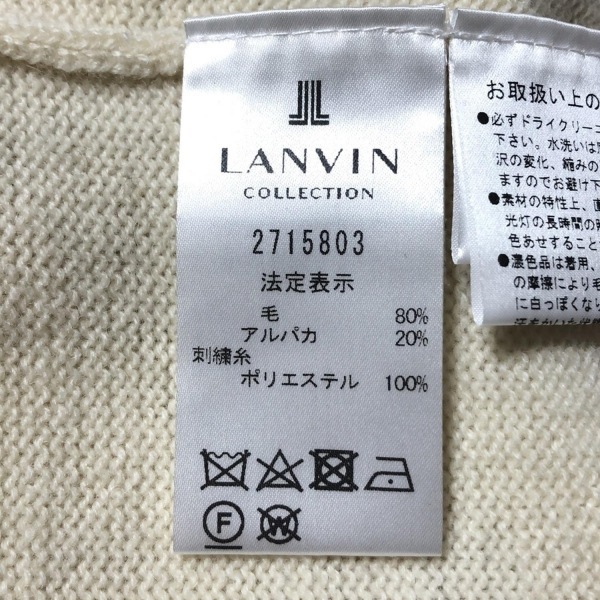 LANVIN
COLLECTION
2715803
法定表示
毛 80%
アルパカ 20%
刺繍糸
ポリエステル 100%
F
W
お取扱い上の
●必ずドライクリーニ
下さい。水洗いは
沢の変化、縮みの
ますのでお避け下
●素材の特性上、直
光灯の長時間の
色あせすること
●濃色品は着用、
の摩擦により毛
に白っぽくなり